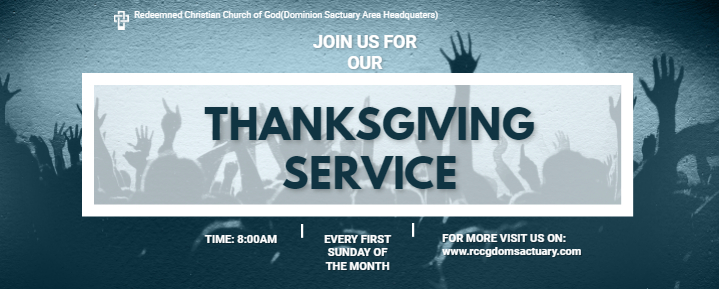 Redeemned Christian Church of God(Dominion Sactuary Area Headquaters)
JOIN US FOR
OUR
THANKSGIVING
SERVICE
TIME: 8:00AM
EVERY FIRST
SUNDAY OF
THE MONTH
FOR MORE VISIT US ON:
www.rccgdomsactuary.com